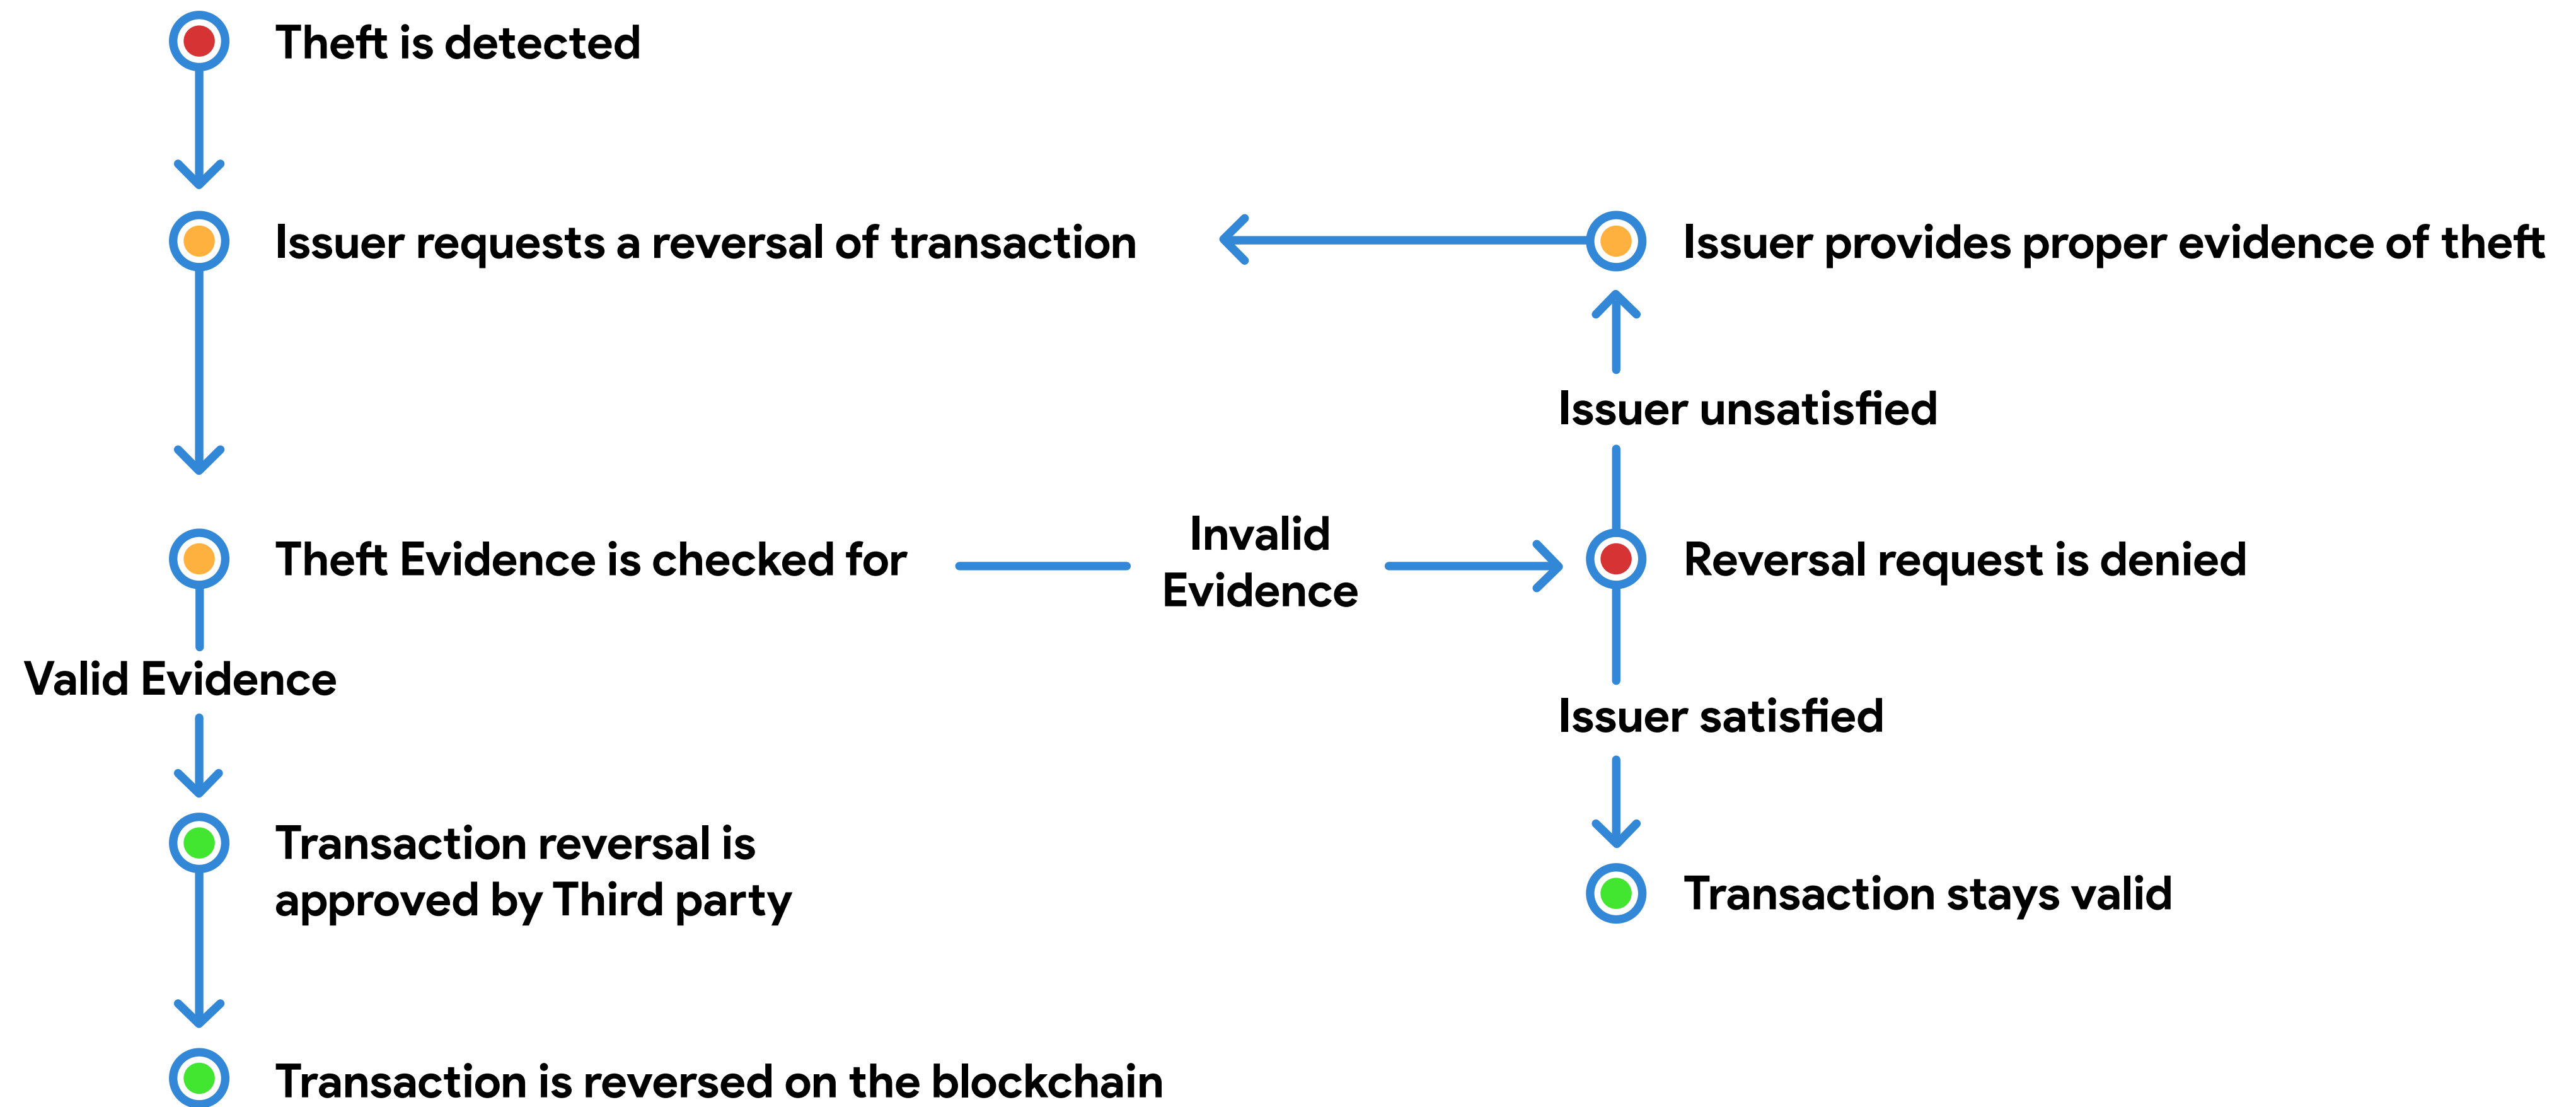 Theft is detected
Issuer requests a reversal of transaction
Issuer provides proper evidence of theft
Issuer unsatisfied
Theft Evidence is checked for
Invalid
Evidence
Reversal request is denied
Valid Evidence
Issuer satisfied
Transaction reversal is
approved by Third party
Transaction stays valid
Transaction is reversed on the blockchain